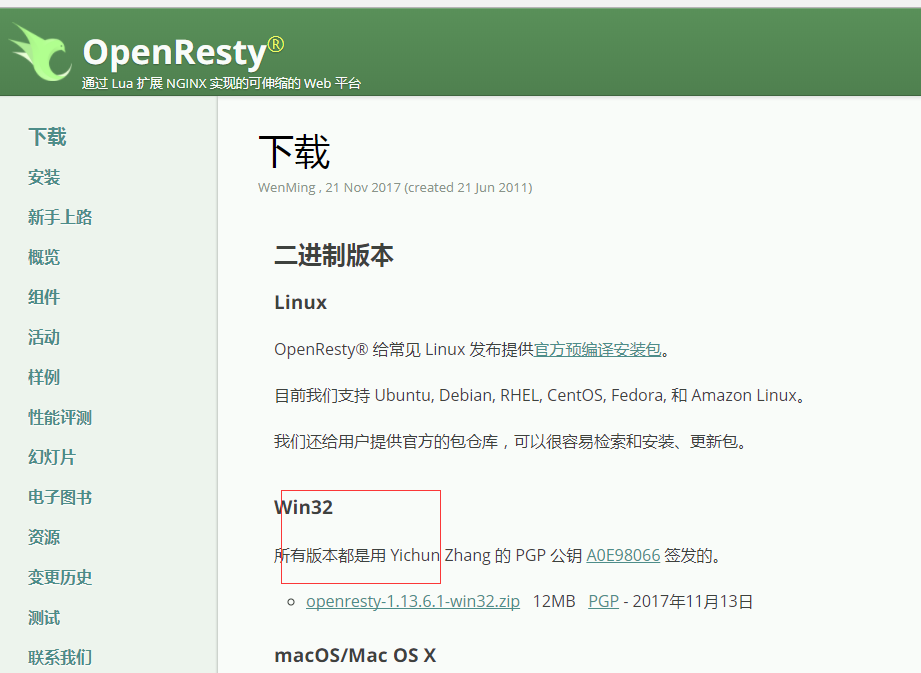 OpenResty®
通过 Lua 扩展 NGINX 实现的可伸缩的 Web 平台
下载
安装
新手上路
概览
组件
活动
样例
性能评测
幻灯片
电子图书
资源
变更历史
测试
联系我们
下载
WenMing , 21 Nov 2017 (created 21 Jun 2011)
二进制版本
Linux
OpenResty® 给常见 Linux 发布提供官方预编译安装包。
目前我们支持 Ubuntu, Debian, RHEL, CentOS, Fedora, 和 Amazon Linux。
我们还给用户提供官方的包仓库，可以很容易检索和安装、更新包。
Win32
所有版本都是用 Yichun Zhang 的 PGP 公钥 A0E98066 签发的。
openresty-1.13.6.1-win32.zip 12MB PGP - 2017年11月13日
macOS/Mac OS X